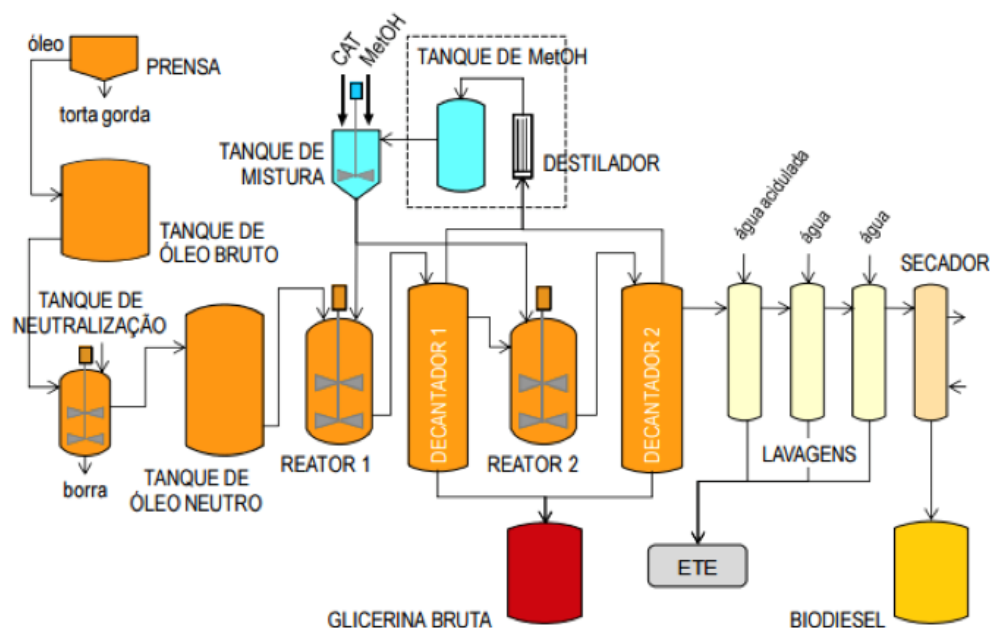 óleo
PRENSA
torta gorda
CAT
MetOH
TANQUE DE MetOH
TANQUE DE
MISTURA
DESTILADOR
TANQUE DE
ÓLEO BRUTO
água acidulada
água
água
SECADOR
TANQUE DE
NEUTRALIZAÇÃO
DECANTADOR 1
DECANTADOR 2
borra
TANQUE DE
ÓLEO NEUTRO
REATOR 1
REATOR 2
LAVAGENS
ETE
GLICERINA BRUTA
BIODIESEL